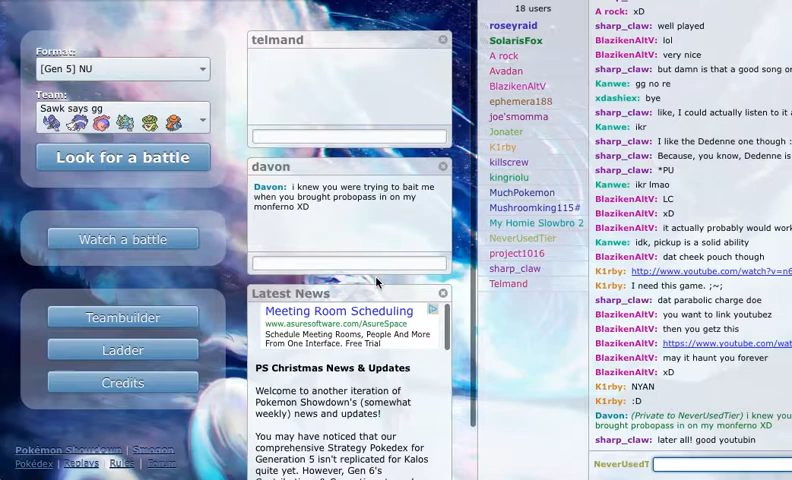 Format:
[Gen 5] NU
Team:
Sawk says gg
Look for a battle
Watch a battle
Teambuilder
Ladder
Credits
Pokémon Showdown | Smogon
Pokédex | Replays | Rules | Forum
telmand
davon
Davon: i knew you were trying to bait me
when you brought probopass in on my
monferno XD
Latest News
Meeting Room Scheduling
www.asuresoftware.com/AsureSpace
Schedule Meeting Rooms, People And More
From One Interface. Free Trial
PS Christmas News & Updates
Welcome to another iteration of
Pokemon Showdown's (somewhat
weekly) news and updates!
You may have noticed that our
comprehensive Strategy Pokedex for
Generation 5 isn't replicated for Kalos
quite yet. However, Gen 6's
18 users
roseyraid
SolarisFox
A rock
Avadan
BlazikenAltV
ephemera188
joe'smomma
Jonater
K1rby
killscrew
kingriolu
MuchPokemon
Mushroomking115#
My Homie Slowbro 2
NeverUsedTier
project1016
sharp_claw
Telmand
A rock: xD
sharp_claw: well played
BlazikenAltV: lol
BlazikenAltV: very nice
sharp_claw: but damn is that a good song or
Kanwe: gg no re
xdashiex: bye
sharp_claw: like, I could actually listen to it a
Kanwe: ikr
sharp_claw: I like the Dedenne one though :
sharp_claw: Because, you know, Dedenne is
sharp_claw: *PU
Kanwe: ikr lmao
BlazikenAltV: LC
BlazikenAltV: xD
BlazikenAltV: it actually probably would work
Kanwe: idk, pickup is a solid ability
BlazikenAltV: dat cheek pouch though
K1rby: http://www.youtube.com/watch?v=n6
K1rby: I need this game. ;~;
sharp_claw: dat parabolic charge doe
BlazikenAltV: you want to link youtubez
BlazikenAltV: then you getz this
BlazikenAltV: https://www.youtube.com/wat
BlazikenAltV: may it haunt you forever
BlazikenAltV: xD
K1rby: NYAN
K1rby: :D
Davon: (Private to NeverUsedTier) i knew you
brought probopass in on my monferno XD
sharp_claw: later all! good youtubin
NeverUsedT